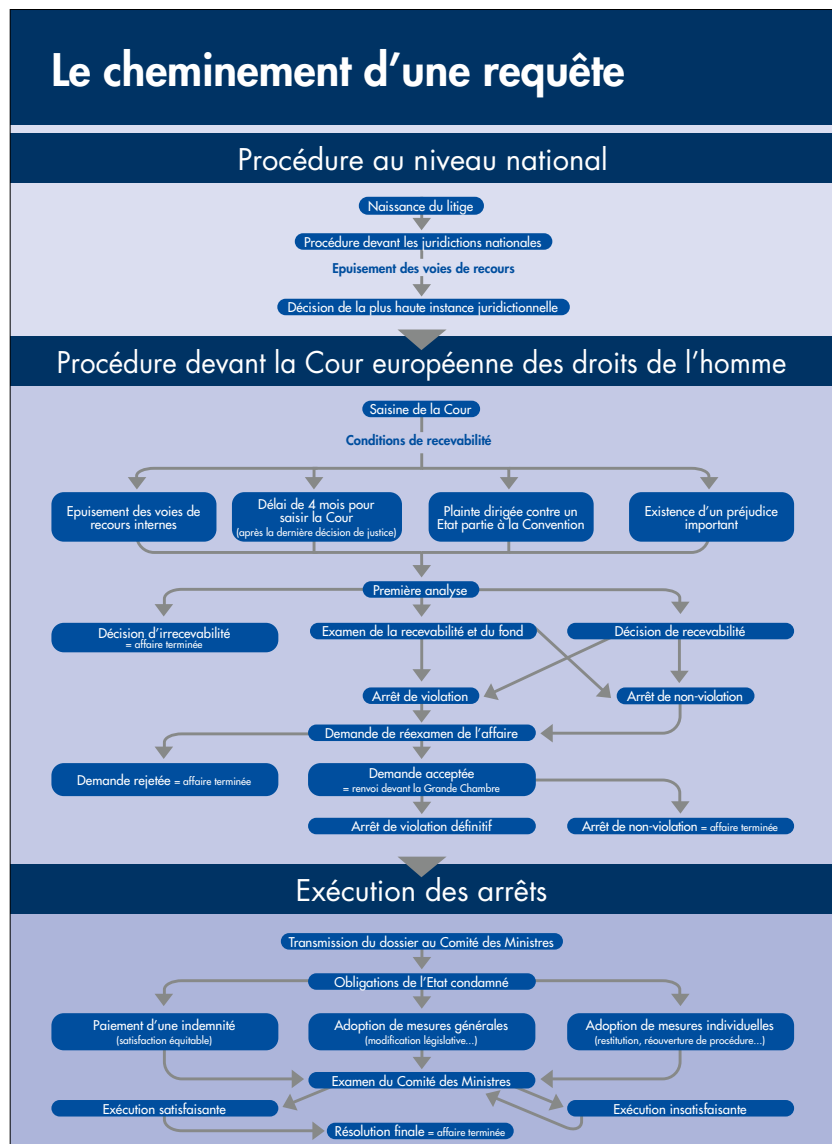 Le cheminement d'une requête
Procédure au niveau national
Naissance du litige
Procédure devant les juridictions nationales
Epuisement des voies de recours
Décision de la plus haute instance juridictionnelle
Procédure devant la Cour européenne des droits de l'homme
Saisine de la Cour
Conditions de recevabilité
Epuisement des voies de
recours internes
Délai de 4 mois pour
saisir la Cour
(après la dernière décision de justice)
Plainte dirigée contre un
Etat partie à la Convention
Existence d'un préjudice
important
Première analyse
Décision d'irrecevabilité
= affaire terminée
Examen de la recevabilité et du fond
Décision de recevabilité
Arrêt de violation
Arrêt de non-violation
Demande de réexamen de l'affaire
Demande rejetée = affaire terminée
Demande acceptée
= renvoi devant la Grande Chambre
Arrêt de violation définitif
Arrêt de non-violation = affaire terminée
Exécution des arrêts
Transmission du dossier au Comité des Ministres
Obligations de l'Etat condamné
Paiement d'une indemnité
(satisfaction équitable)
Adoption de mesures générales
(modification législative...)
Adoption de mesures individuelles
(restitution, réouverture de procédure...)
Examen du Comité des Ministres
Exécution satisfaisante
Exécution insatisfaisante
Résolution finale = affaire terminée